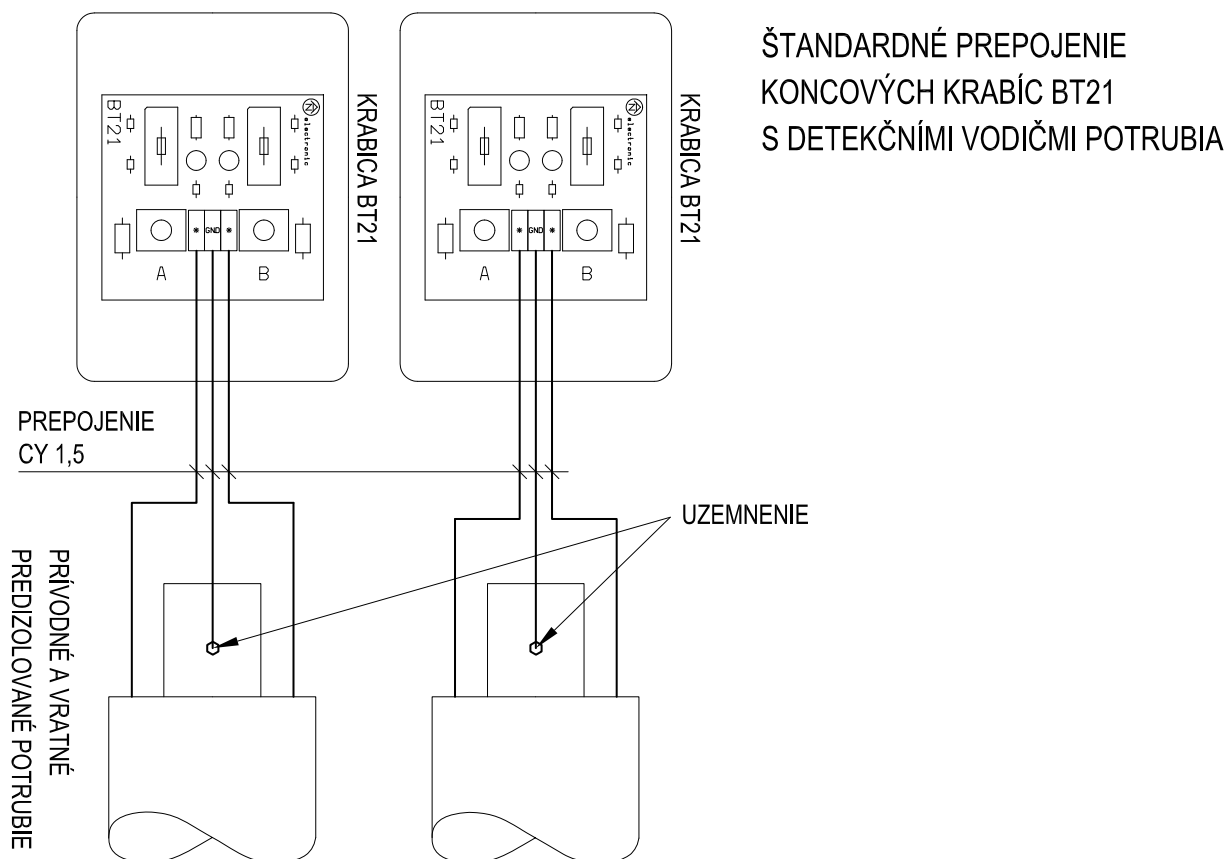 ŠTANDARDNÉ PREPOJENIE
KONCOVÝCH KRABÍC BT21
S DETEKČNÍMI VODIČMI POTRUBIA
BT21
electronic
* GND *
A
B
KRABICA BT21
BT21
electronic
* GND *
A
B
KRABICA BT21
PREPOJENIE
CY 1,5
UZEMNENIE
PRÍVODNÉ A VRATNÉ
PREDIZOLOVANÉ POTRUBIE